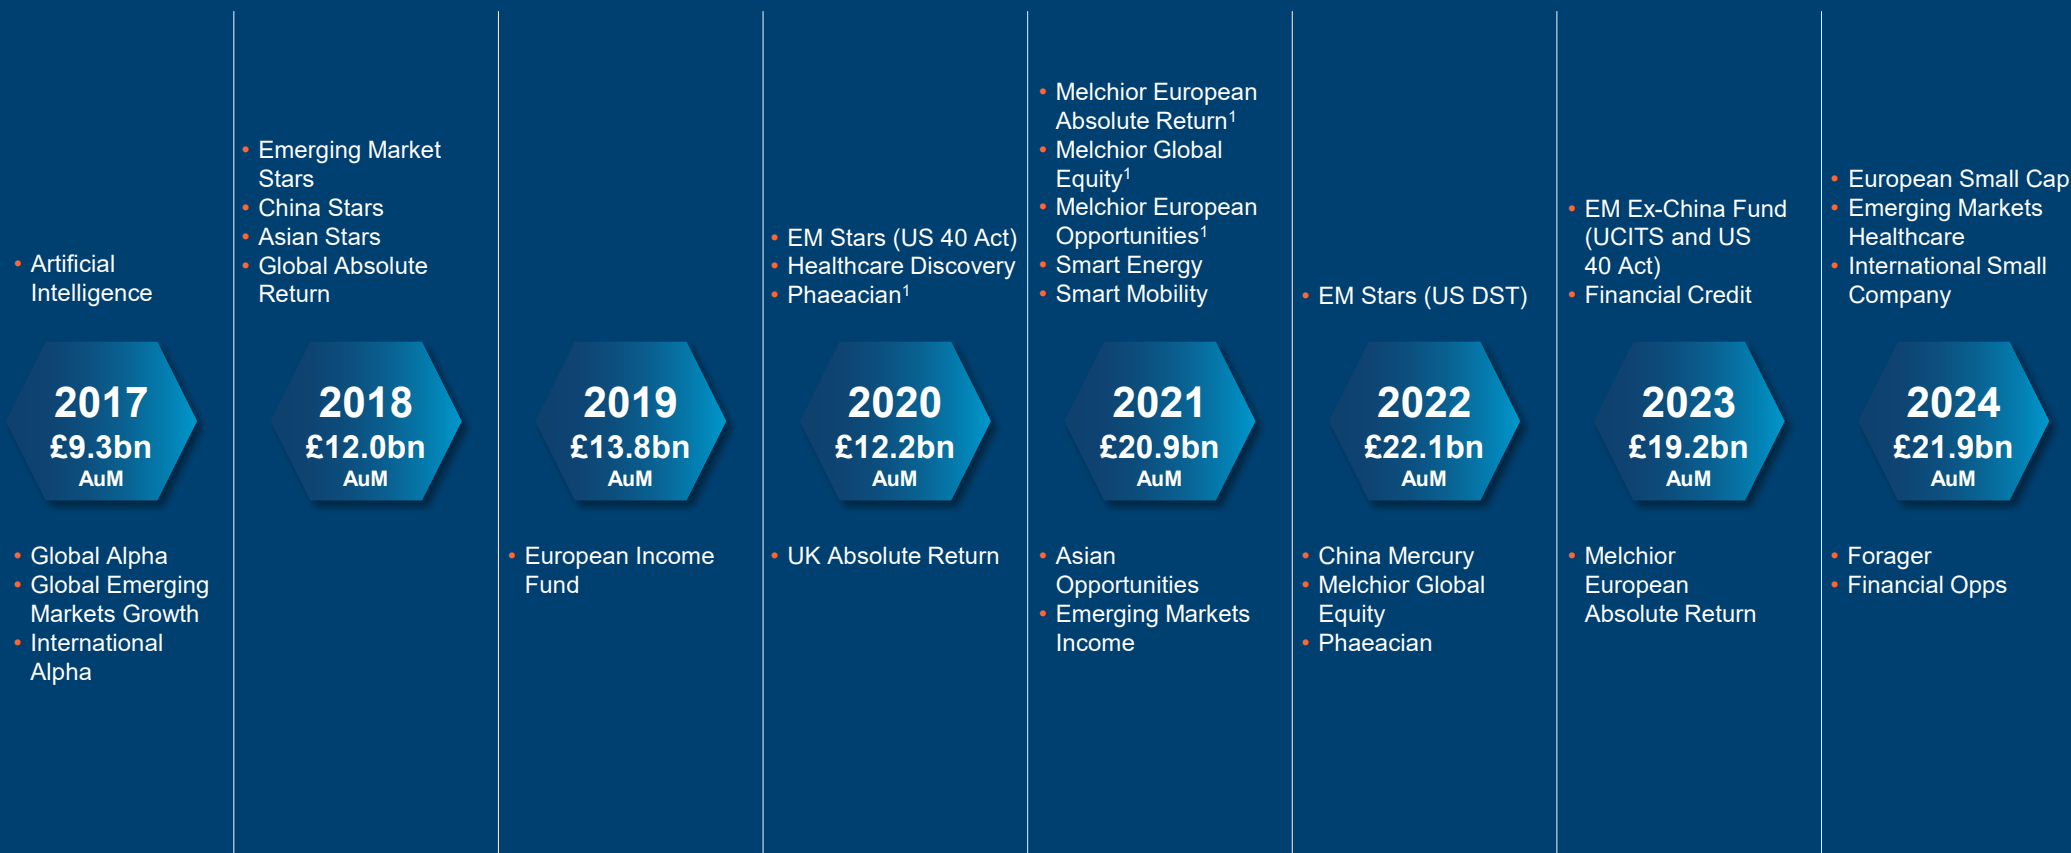 • Artificial
Intelligence
2017
£9.3bn
AuM
• Global Alpha
• Global Emerging
Markets Growth
• International
Alpha
• Emerging Market
Stars
• China Stars
• Asian Stars
• Global Absolute
Return
2018
£12.0bn
AuM
2019
£13.8bn
AuM
• European Income
Fund
• EM Stars (US 40 Act)
• Healthcare Discovery
• Phaeacian¹
2020
£12.2bn
AuM
• UK Absolute Return
• Melchior European
Absolute Return¹
• Melchior Global
Equity¹
• Melchior European
Opportunities¹
• Smart Energy
• Smart Mobility
2021
£20.9bn
AuM
• Asian
Opportunities
• Emerging Markets
Income
• EM Stars (US DST)
2022
£22.1bn
AuM
• China Mercury
• Melchior Global
Equity
• Phaeacian
• EM Ex-China Fund
(UCITS and US
40 Act)
• Financial Credit
2023
£19.2bn
AuM
• Melchior
European
Absolute Return
• European Small Cap
• Emerging Markets
Healthcare
• International Small
Company
2024
£21.9bn
AuM
• Forager
• Financial Opps